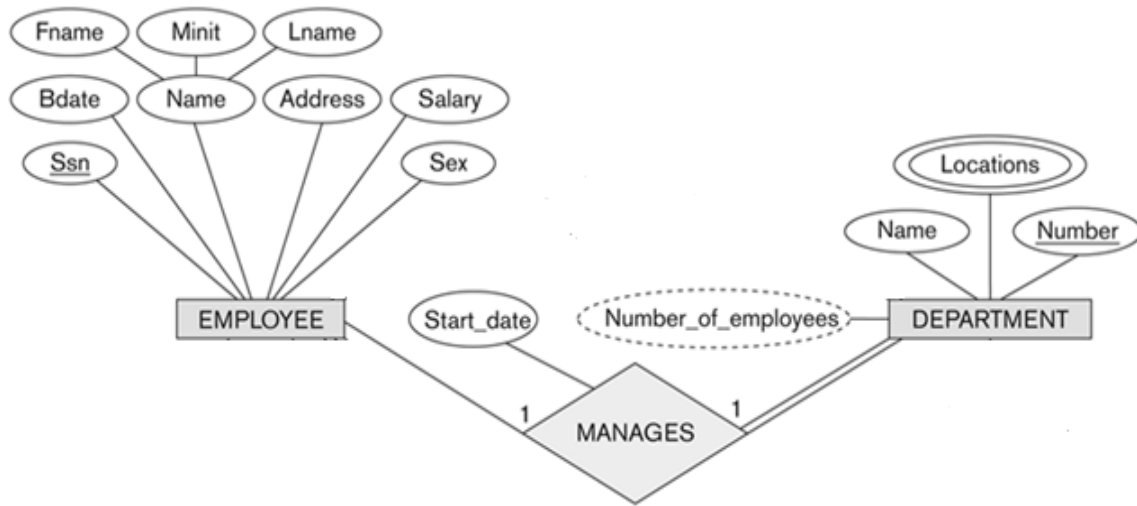 Fname Minit Lname
Bdate Name Address Salary
Ssn Sex
Locations
Name Number
EMPLOYEE Start_date Number_of_employees DEPARTMENT
1 1
MANAGES